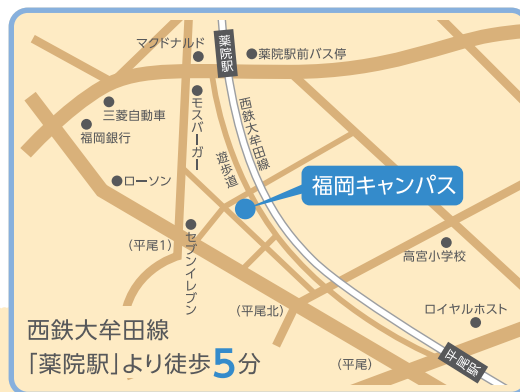 マクドナルド
薬院駅
薬院駅前バス停
三菱自動車
福岡銀行
モスバーガー
西鉄大牟田線
遊歩道
ローソン
福岡キャンパス
セブンイレブン
(平尾1)
高宮小学校
(平尾北)
ロイヤルホスト
西鉄大牟田線
「薬院駅」より徒歩5分
(平尾)
平尾駅